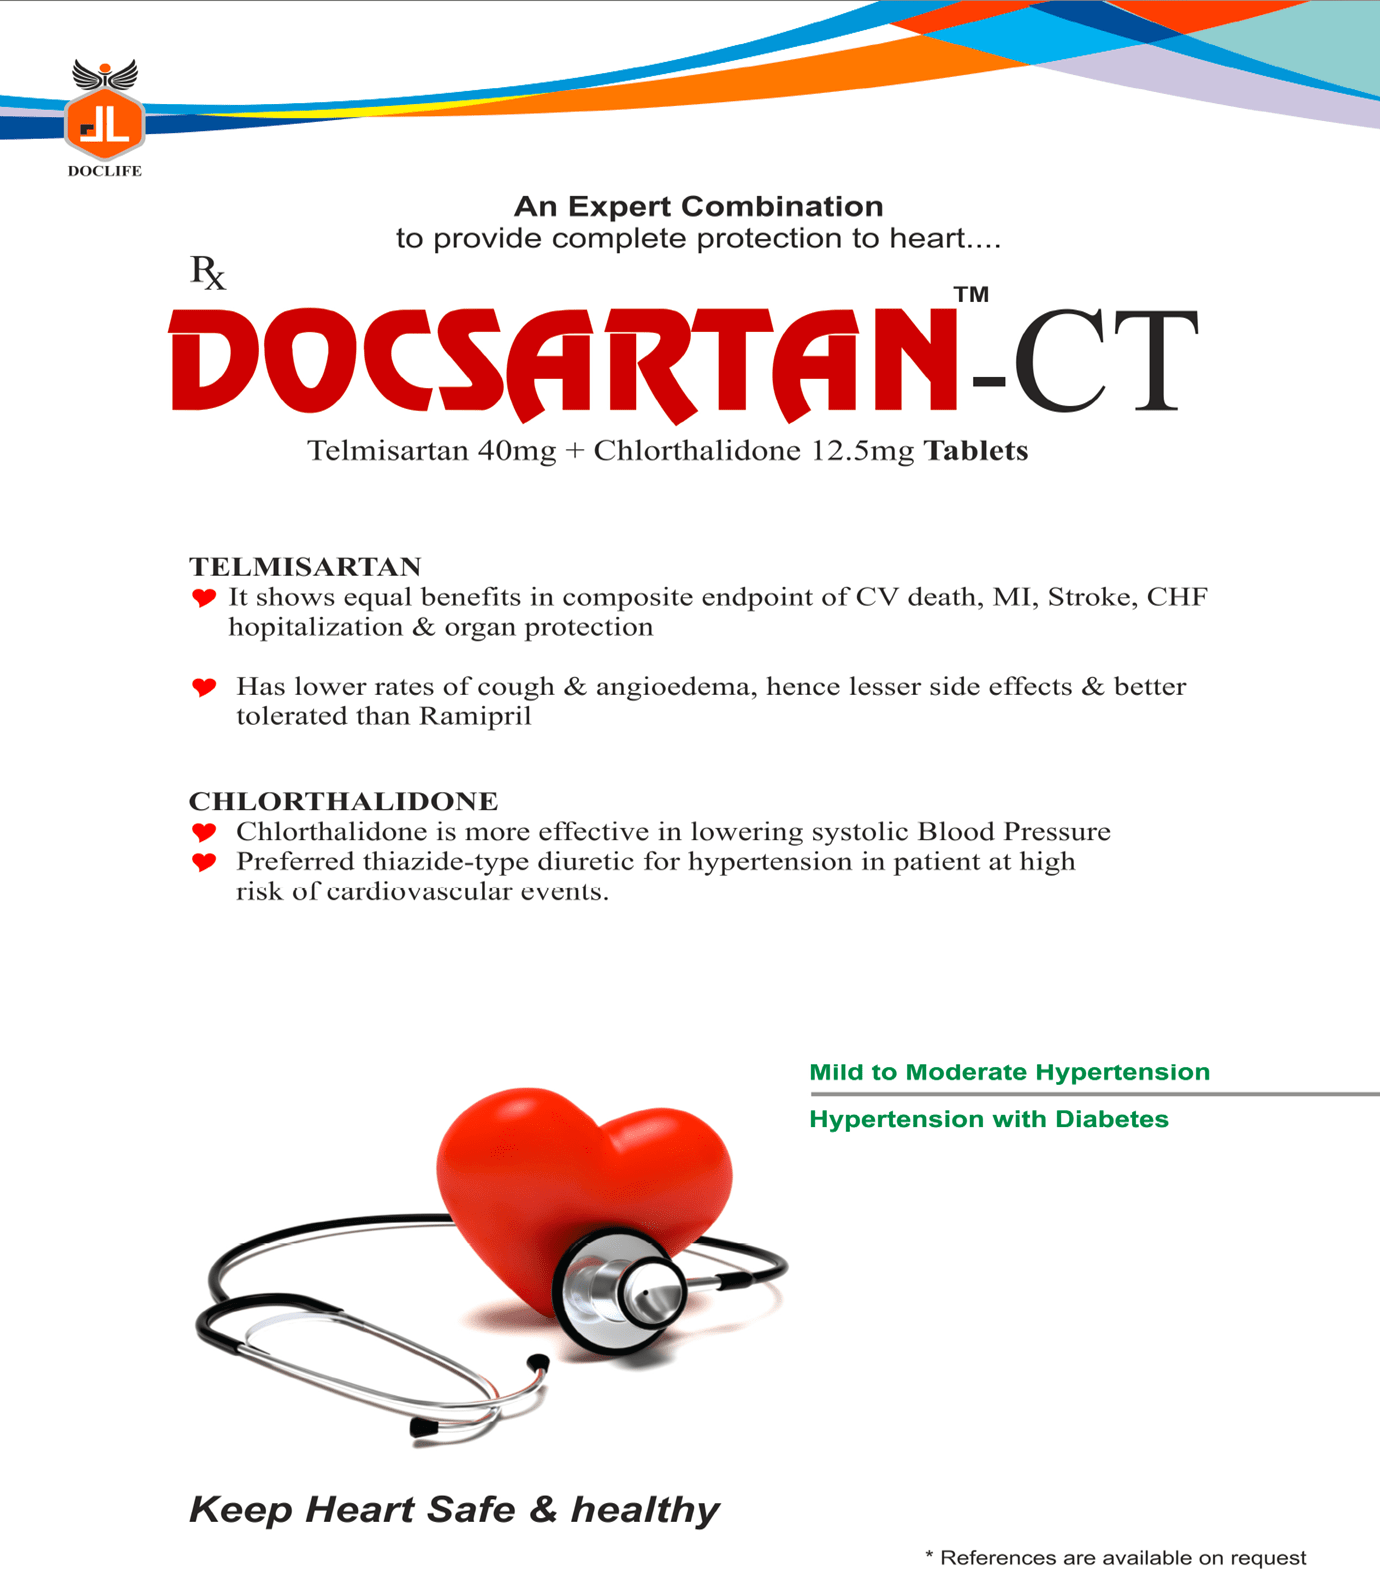 DOCLIFE
An Expert Combination
to provide complete protection to heart....
Rx
DOCSARTAN™-CT
Telmisartan 40mg + Chlorthalidone 12.5mg Tablets
TELMISARTAN
It shows equal benefits in composite endpoint of CV death, MI, Stroke, CHF
hopitalization & organ protection
Has lower rates of cough & angioedema, hence lesser side effects & better
tolerated than Ramipril
CHLORTHALIDONE
Chlorthalidone is more effective in lowering systolic Blood Pressure
Preferred thiazide-type diuretic for hypertension in patient at high
risk of cardiovascular events.
Mild to Moderate Hypertension
Hypertension with Diabetes
Keep Heart Safe & healthy
* References are available on request